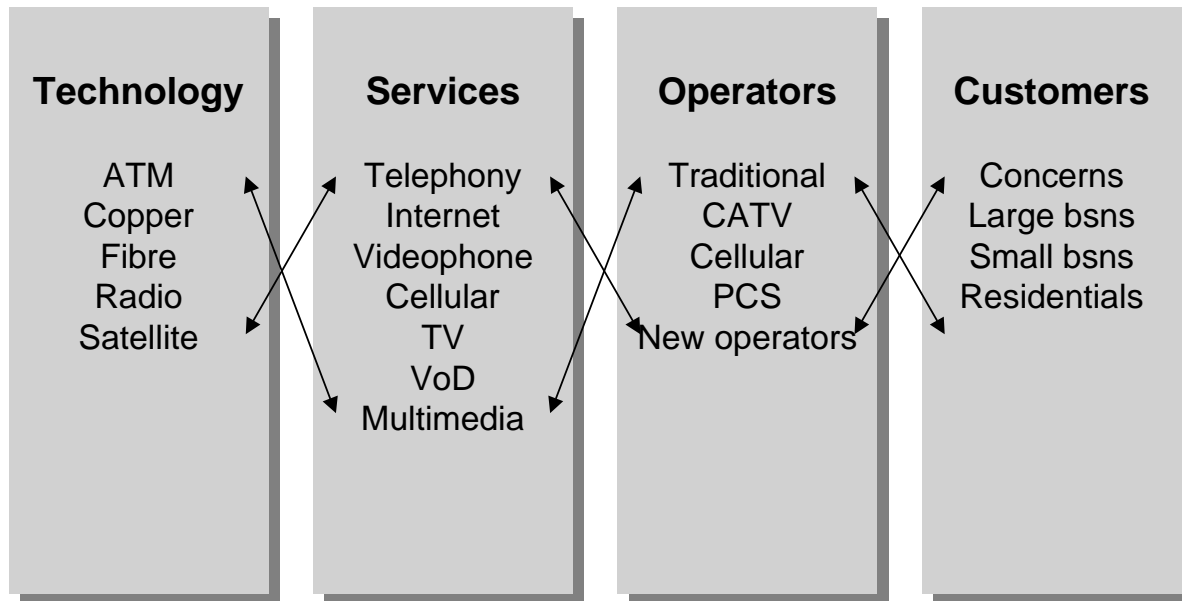 Technology
ATM
Copper
Fibre
Radio
Satellite
Services
Telephony
Internet
Videophone
Cellular
TV
VoD
Multimedia
Operators
Traditional
CATV
Cellular
PCS
New operators
Customers
Concerns
Large bsns
Small bsns
Residentials